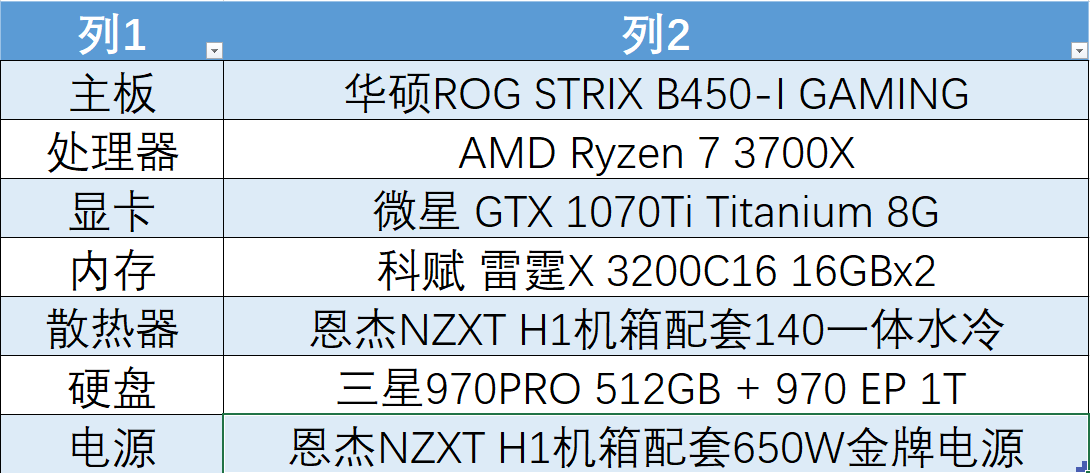 列1 列2
主板 华硕ROG STRIX B450-I GAMING
处理器 AMD Ryzen 7 3700X
显卡 微星 GTX 1070Ti Titanium 8G
内存 科赋 雷霆X 3200C16 16GBx2
散热器 恩杰NZXT H1机箱配套140一体水冷
硬盘 三星970PRO 512GB + 970 EP 1T
电源 恩杰NZXT H1机箱配套650W金牌电源